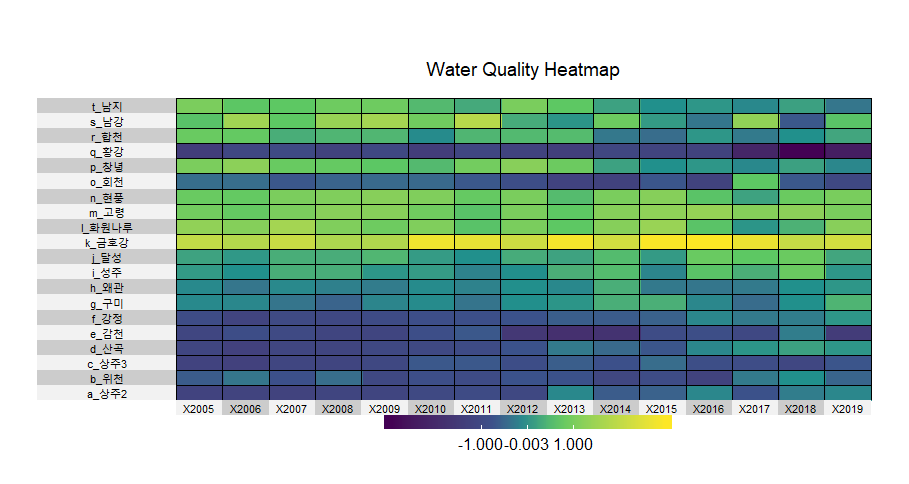 Water Quality Heatmap
t_남지
s_남강
r_합천
q_황강
p_창녕
o_회천
n_현풍
m_고령
l_화원나루
k_금호강
j_달성
i_성주
h_왜관
g_구미
f_강정
e_감천
d_산곡
c_상주3
b_위천
a_상주2
X2005 X2006 X2007 X2008 X2009 X2010 X2011 X2012 X2013 X2014 X2015 X2016 X2017 X2018 X2019
-1.000 -0.003 1.000